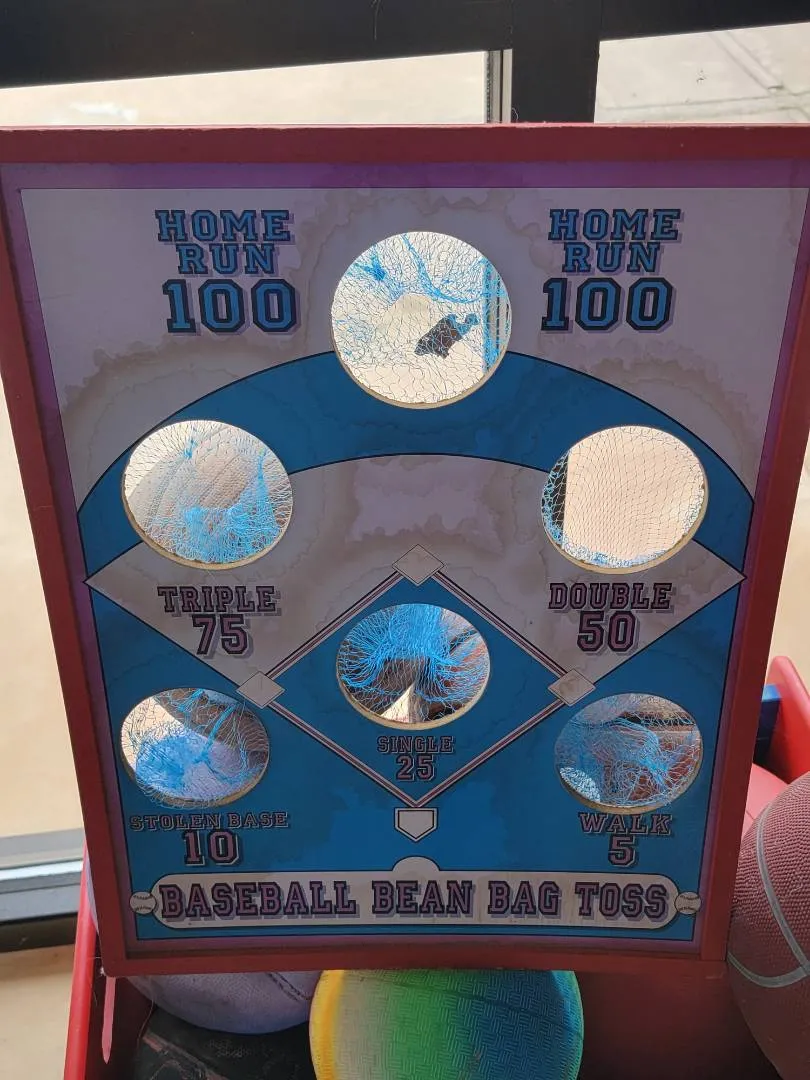 HOME
RUN
100
HOME
RUN
100
TRIPLE
75
DOUBLE
50
SINGLE
25
STOLEN BASE
10
WALK
5
BASEBALL BEAN BAG TOSS